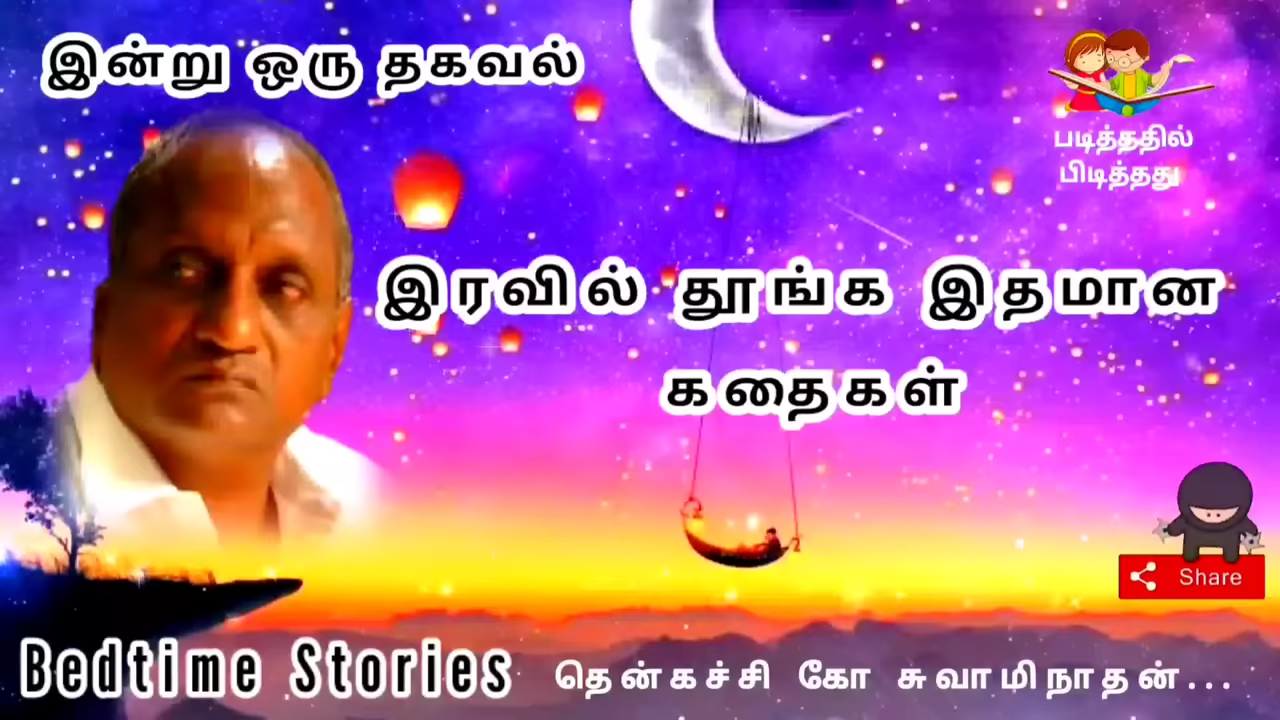 இன்று ஒரு தகவல்
படித்ததில்
பிடித்தது
இரவில் தூங்க இதமான
கதைகள்
Share
Bedtime Stories
தென்கச்சி கோ சுவாமிநாதன்...